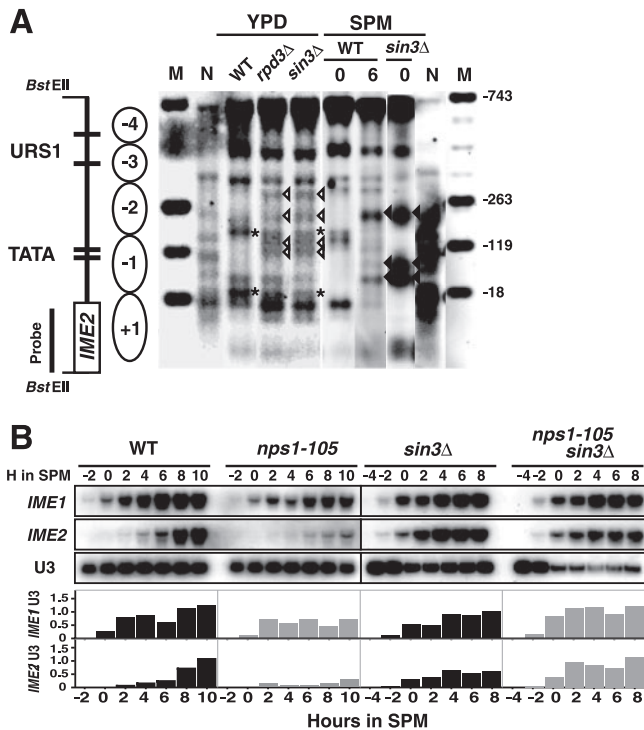 A
YPD SPM
WT rpd3Δ sin3Δ WT sin3Δ
M N 0 6 0 N M
BstEII
URS1
TATA
Probe
IME2
BstEII
-4
-3
-2
-1
+1
* *
* *
-743
-263
-119
-18
B
WT nps1-105 sin3Δ nps1-105 sin3Δ
H in SPM -2 0 2 4 6 8 10 -2 0 2 4 6 8 10 -4 -2 0 2 4 6 8 -4 -2 0 2 4 6 8
IME1
IME2
U3
IME1 U3
1.5
1.0
0.5
0
IME2 U3
1.5
1.0
0.5
0
-2 0 2 4 6 8 10 -2 0 2 4 6 8 10 -4 -2 0 2 4 6 8 -4 -2 0 2 4 6 8
Hours in SPM